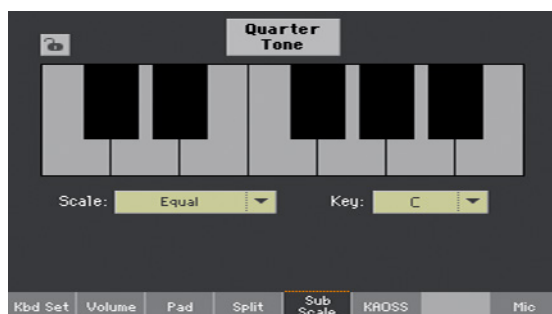 Quarter
Tone
Scale: Equal Key: C
Kbd Set Volume Pad Split Sub Scale KAOSS Mic